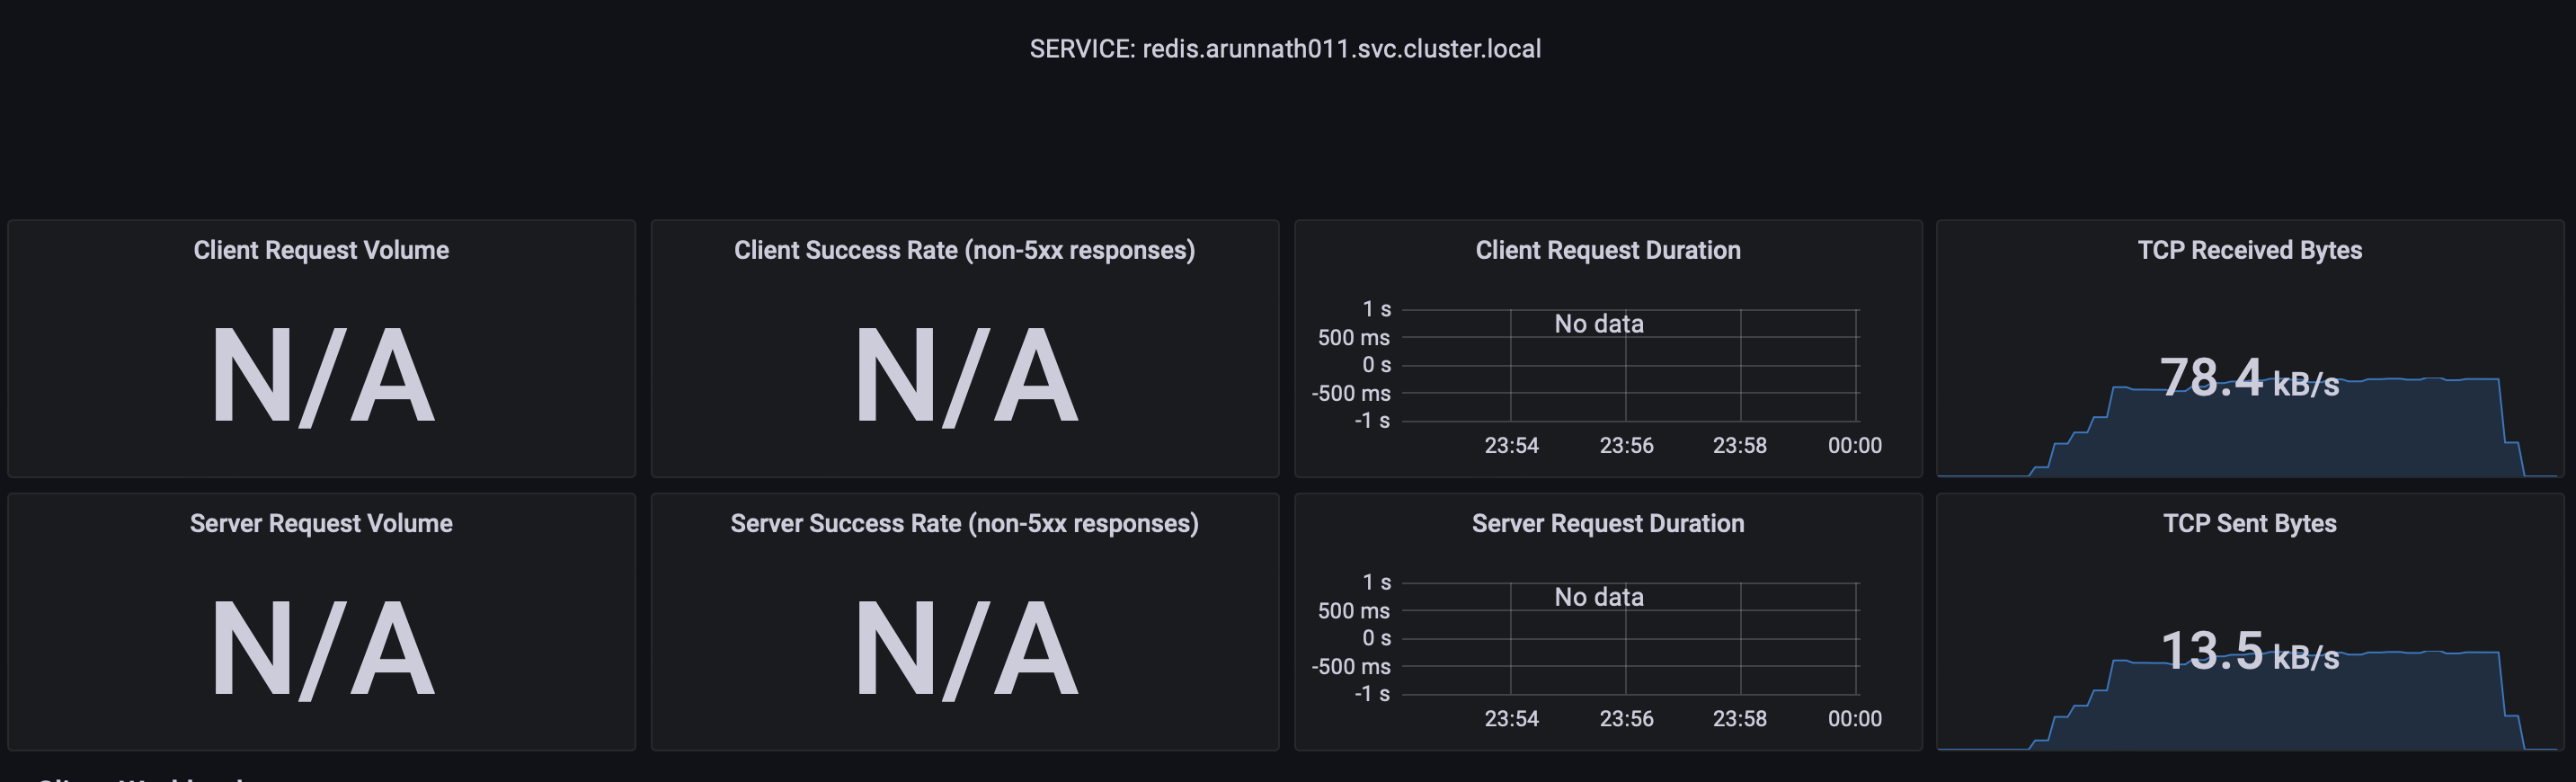 SERVICE: redis.arunnath011.svc.cluster.local
Client Request Volume
N/A
Client Success Rate (non-5xx responses)
N/A
Client Request Duration
1 s
500 ms
0 s
-500 ms
-1 s
No data
23:54 23:56 23:58 00:00
TCP Received Bytes
78.4 kB/s
Server Request Volume
N/A
Server Success Rate (non-5xx responses)
N/A
Server Request Duration
1 s
500 ms
0 s
-500 ms
-1 s
No data
23:54 23:56 23:58 00:00
TCP Sent Bytes
13.5 kB/s